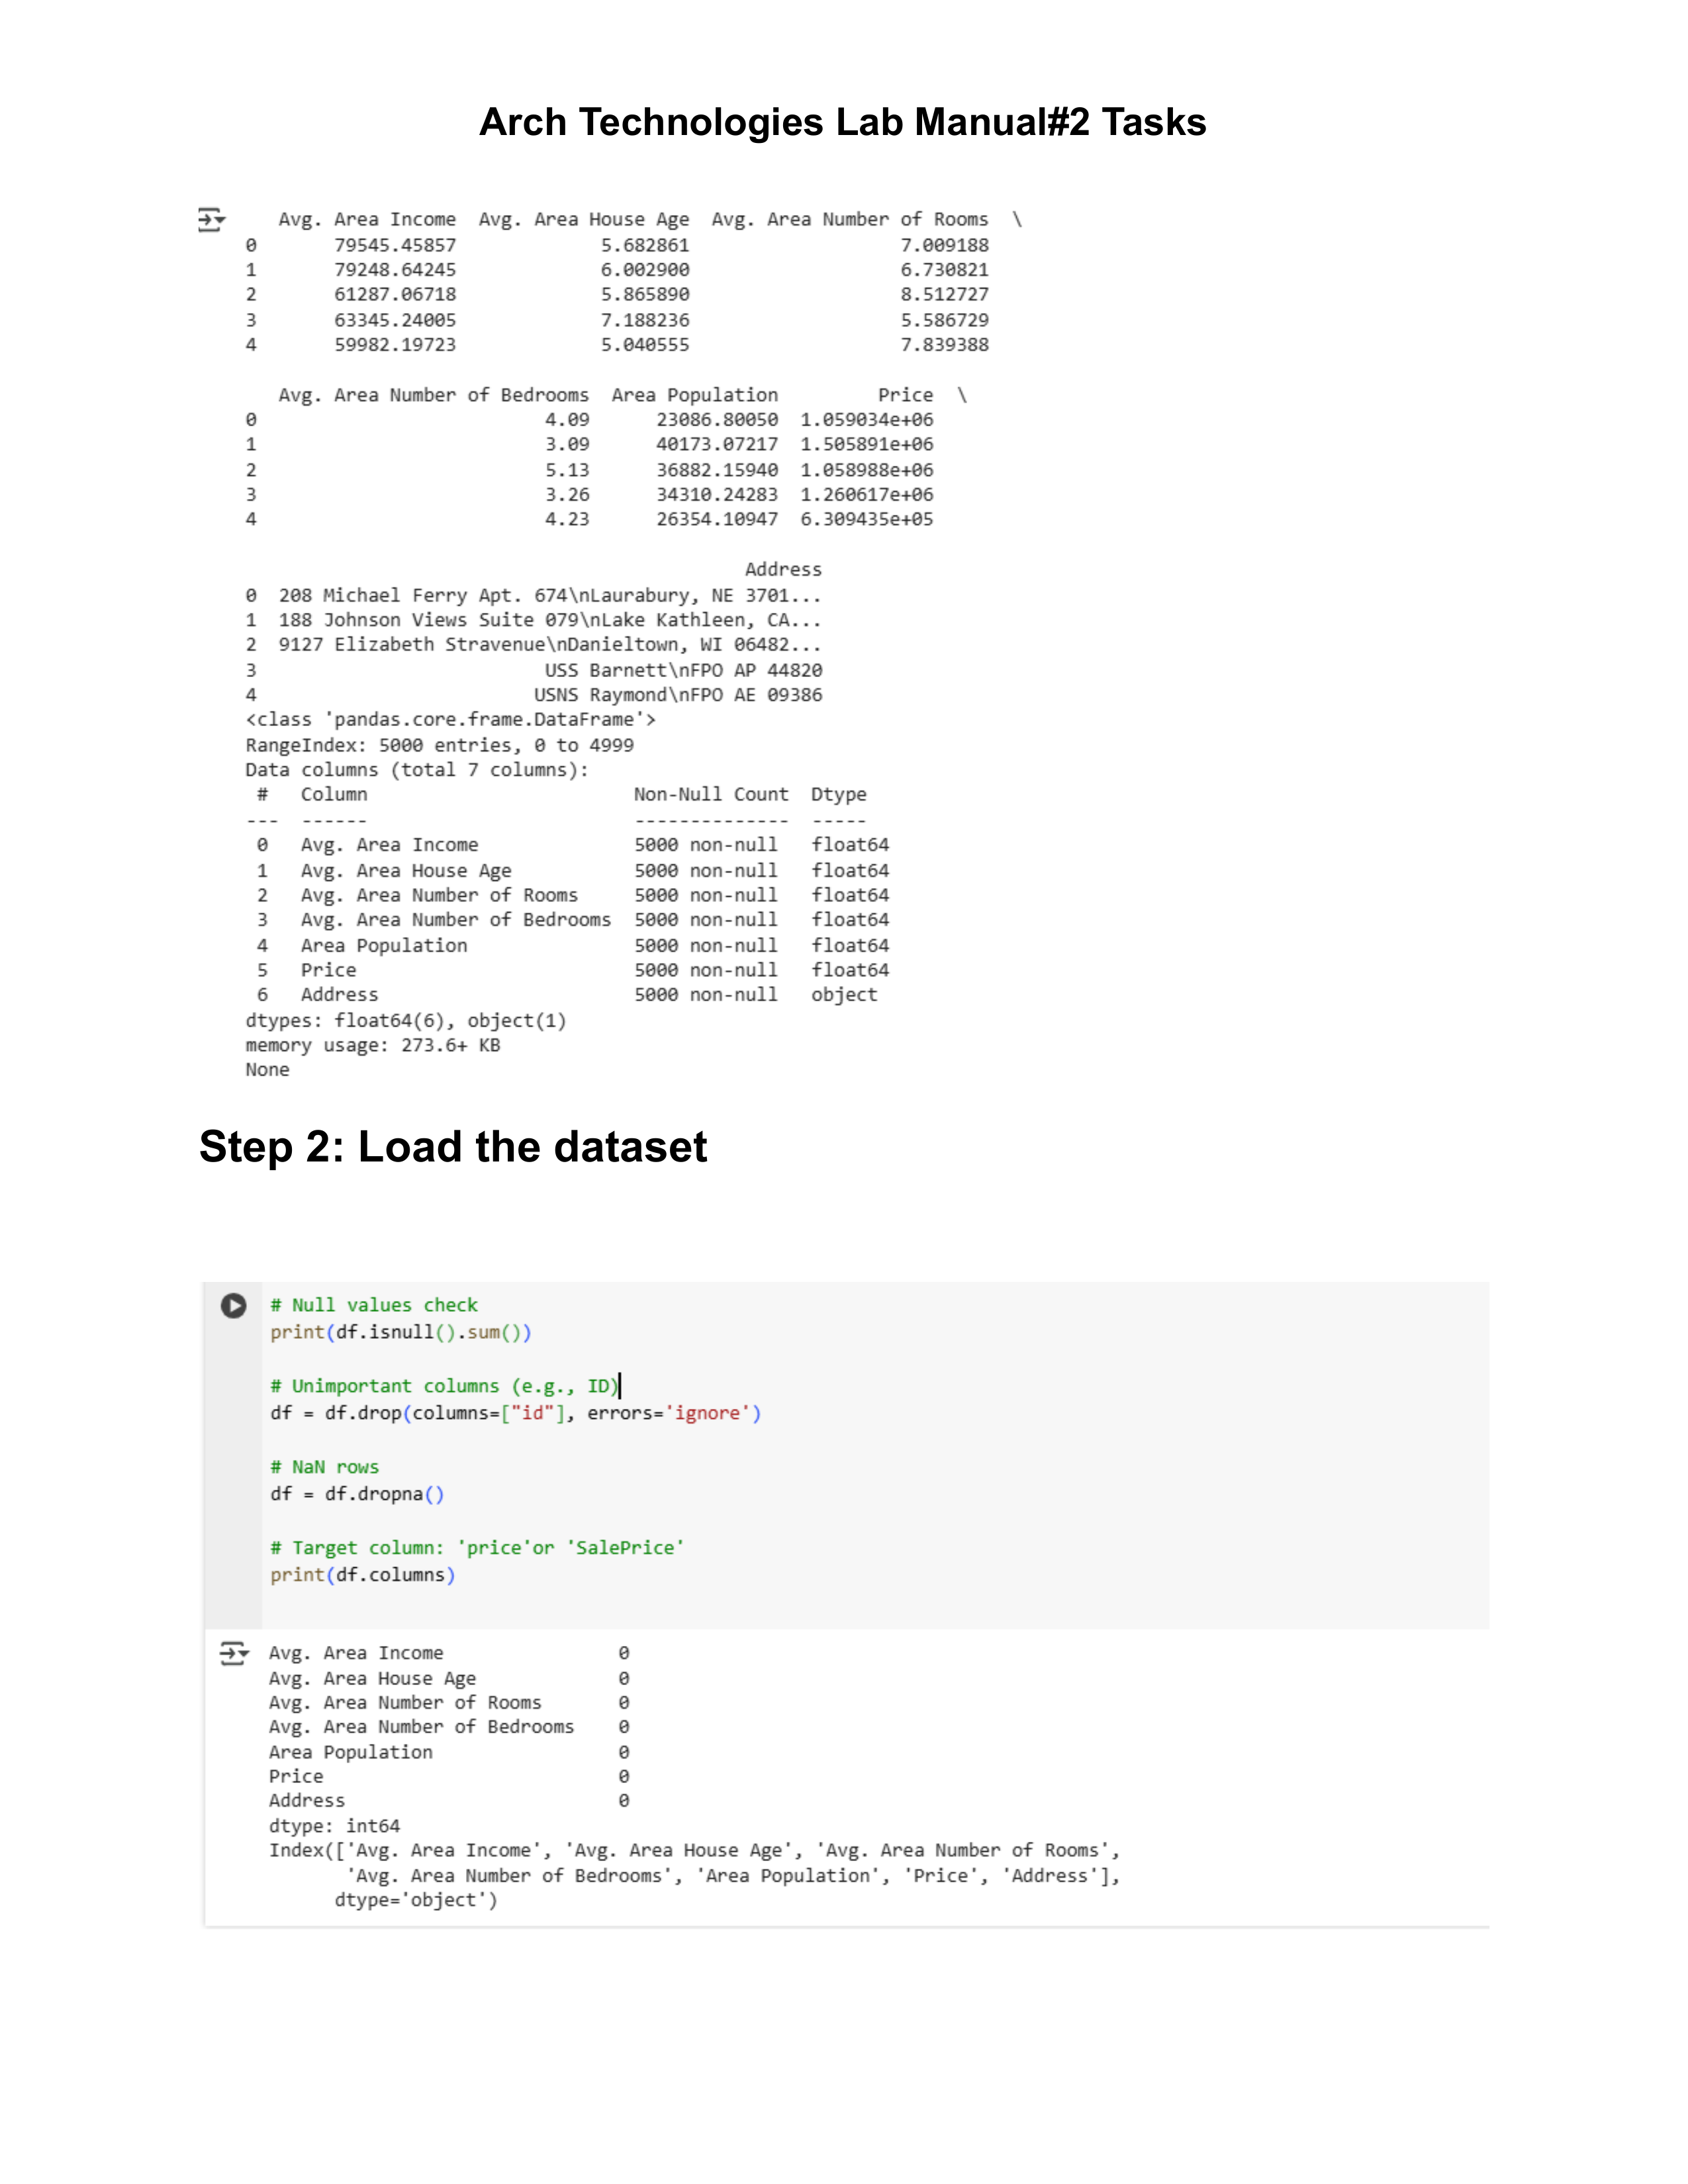 Arch Technologies Lab Manual#2 Tasks
   Avg. Area Income  Avg. Area House Age  Avg. Area Number of Rooms  \
0       79545.45857             5.682861                   7.009188
1       79248.64245             6.002900                   6.730821
2       61287.06718             5.865890                   8.512727
3       63345.24005             7.188236                   5.586729
4       59982.19723             5.040555                   7.839388
   Avg. Area Number of Bedrooms  Area Population         Price  \
0                          4.09      23086.80050  1.059034e+06
1                          3.09      40173.07217  1.505891e+06
2                          5.13      36882.15940  1.058988e+06
3                          3.26      34310.24283  1.260617e+06
4                          4.23      26354.10947  6.309435e+05
                                             Address
0  208 Michael Ferry Apt. 674\nLaurabury, NE 3701...
1  188 Johnson Views Suite 079\nLake Kathleen, CA...
2  9127 Elizabeth Stravenue\nDanieltown, WI 06482...
3                          USS Barnett\nFPO AP 44820
4                         USNS Raymond\nFPO AE 09386
<class 'pandas.core.frame.DataFrame'>
RangeIndex: 5000 entries, 0 to 4999
Data columns (total 7 columns):
 #   Column                        Non-Null Count  Dtype
---  ------                        --------------  -----
 0   Avg. Area Income              5000 non-null   float64
 1   Avg. Area House Age           5000 non-null   float64
 2   Avg. Area Number of Rooms     5000 non-null   float64
 3   Avg. Area Number of Bedrooms  5000 non-null   float64
 4   Area Population               5000 non-null   float64
 5   Price                         5000 non-null   float64
 6   Address                       5000 non-null   object
dtypes: float64(6), object(1)
memory usage: 273.6+ KB
None
Step 2: Load the dataset
# Null values check
print(df.isnull().sum())
# Unimportant columns (e.g., ID)
df = df.drop(columns=["id"], errors='ignore')
# NaN rows
df = df.dropna()
# Target column: 'price'or 'SalePrice'
print(df.columns)
Avg. Area Income                0
Avg. Area House Age             0
Avg. Area Number of Rooms       0
Avg. Area Number of Bedrooms    0
Area Population                 0
Price                           0
Address                         0
dtype: int64
Index(['Avg. Area Income', 'Avg. Area House Age', 'Avg. Area Number of Rooms',
       'Avg. Area Number of Bedrooms', 'Area Population', 'Price', 'Address'],
      dtype='object')